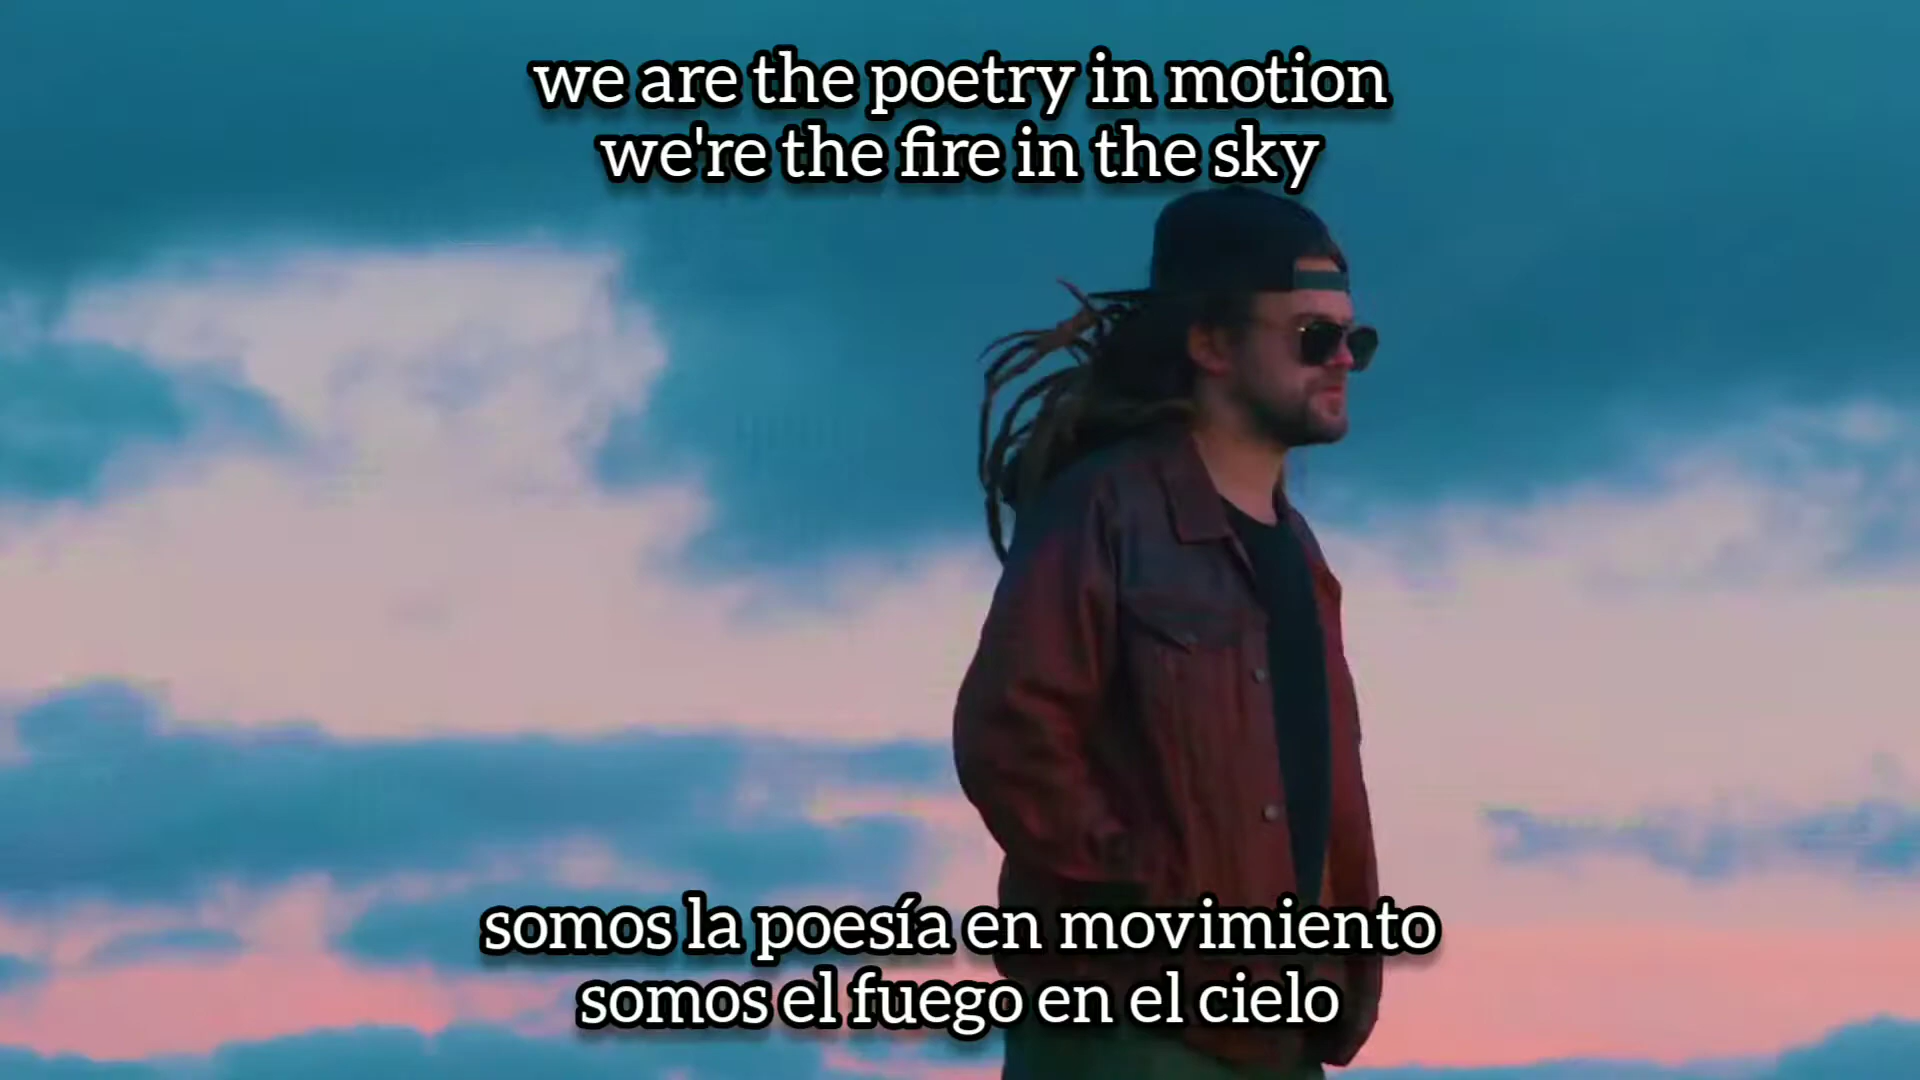 we are the poetry in motion
we're the fire in the sky
somos la poesía en movimiento
somos el fuego en el cielo